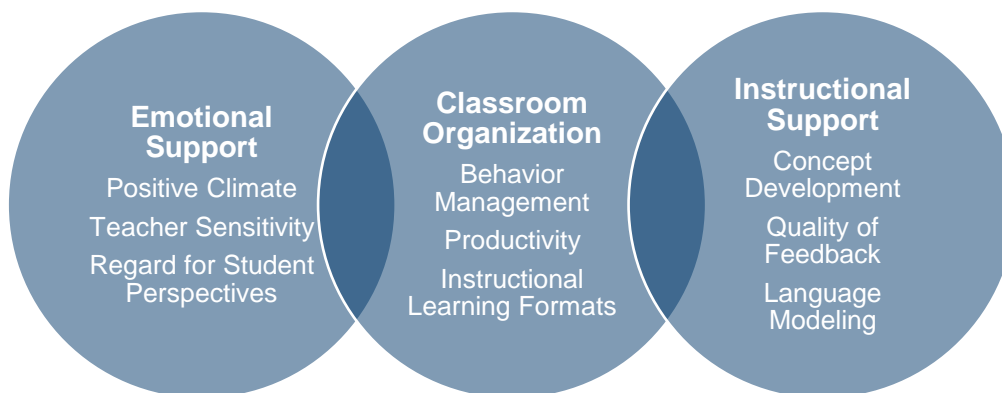 Emotional
Support
Positive Climate
Teacher Sensitivity
Regard for Student
Perspectives
Classroom
Organization
Behavior
Management
Productivity
Instructional
Learning Formats
Instructional
Support
Concept
Development
Quality of
Feedback
Language
Modeling